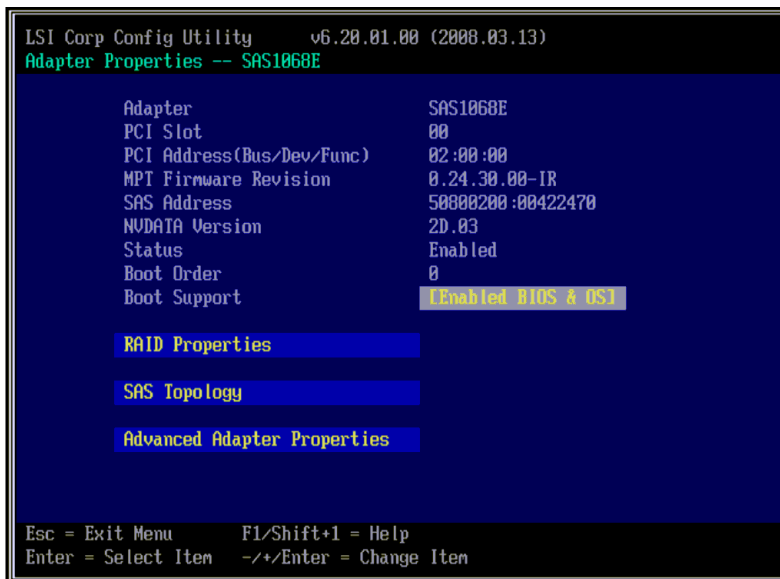 LSI Corp Config Utility v6.20.01.00 (2008.03.13)
Adapter Properties -- SAS1068E
Adapter SAS1068E
PCI Slot 00
PCI Address(Bus/Dev/Func) 02:00:00
MPT Firmware Revision 0.24.30.00-IR
SAS Address 50800200:00422470
NVDATA Version 2D.03
Status Enabled
Boot Order 0
Boot Support [Enabled BIOS & OS]
RAID Properties
SAS Topology
Advanced Adapter Properties
Esc = Exit Menu F1/Shift+1 = Help
Enter = Select Item -/+/Enter = Change Item